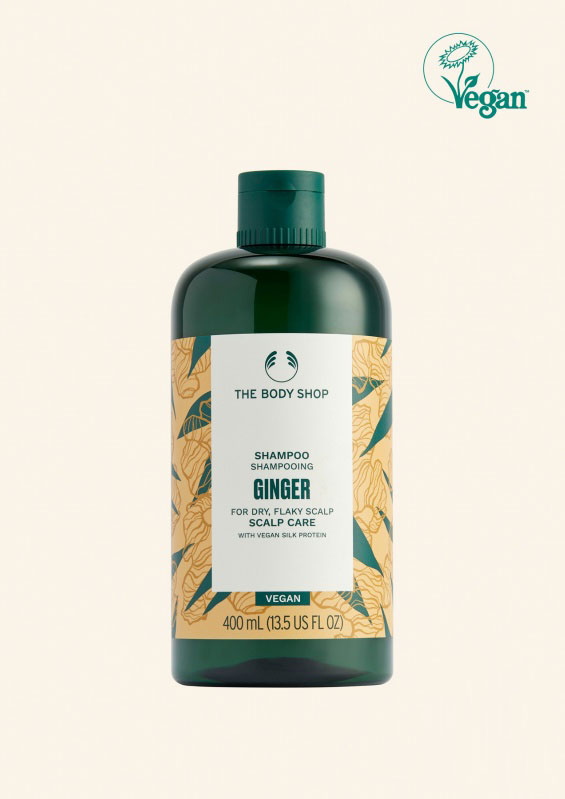 Vegan™
THE BODY SHOP
SHAMPOO
SHAMPOOING
GINGER
FOR DRY, FLAKY SCALP
SCALP CARE
WITH VEGAN SILK PROTEIN
VEGAN
400 mL (13.5 US FL OZ)